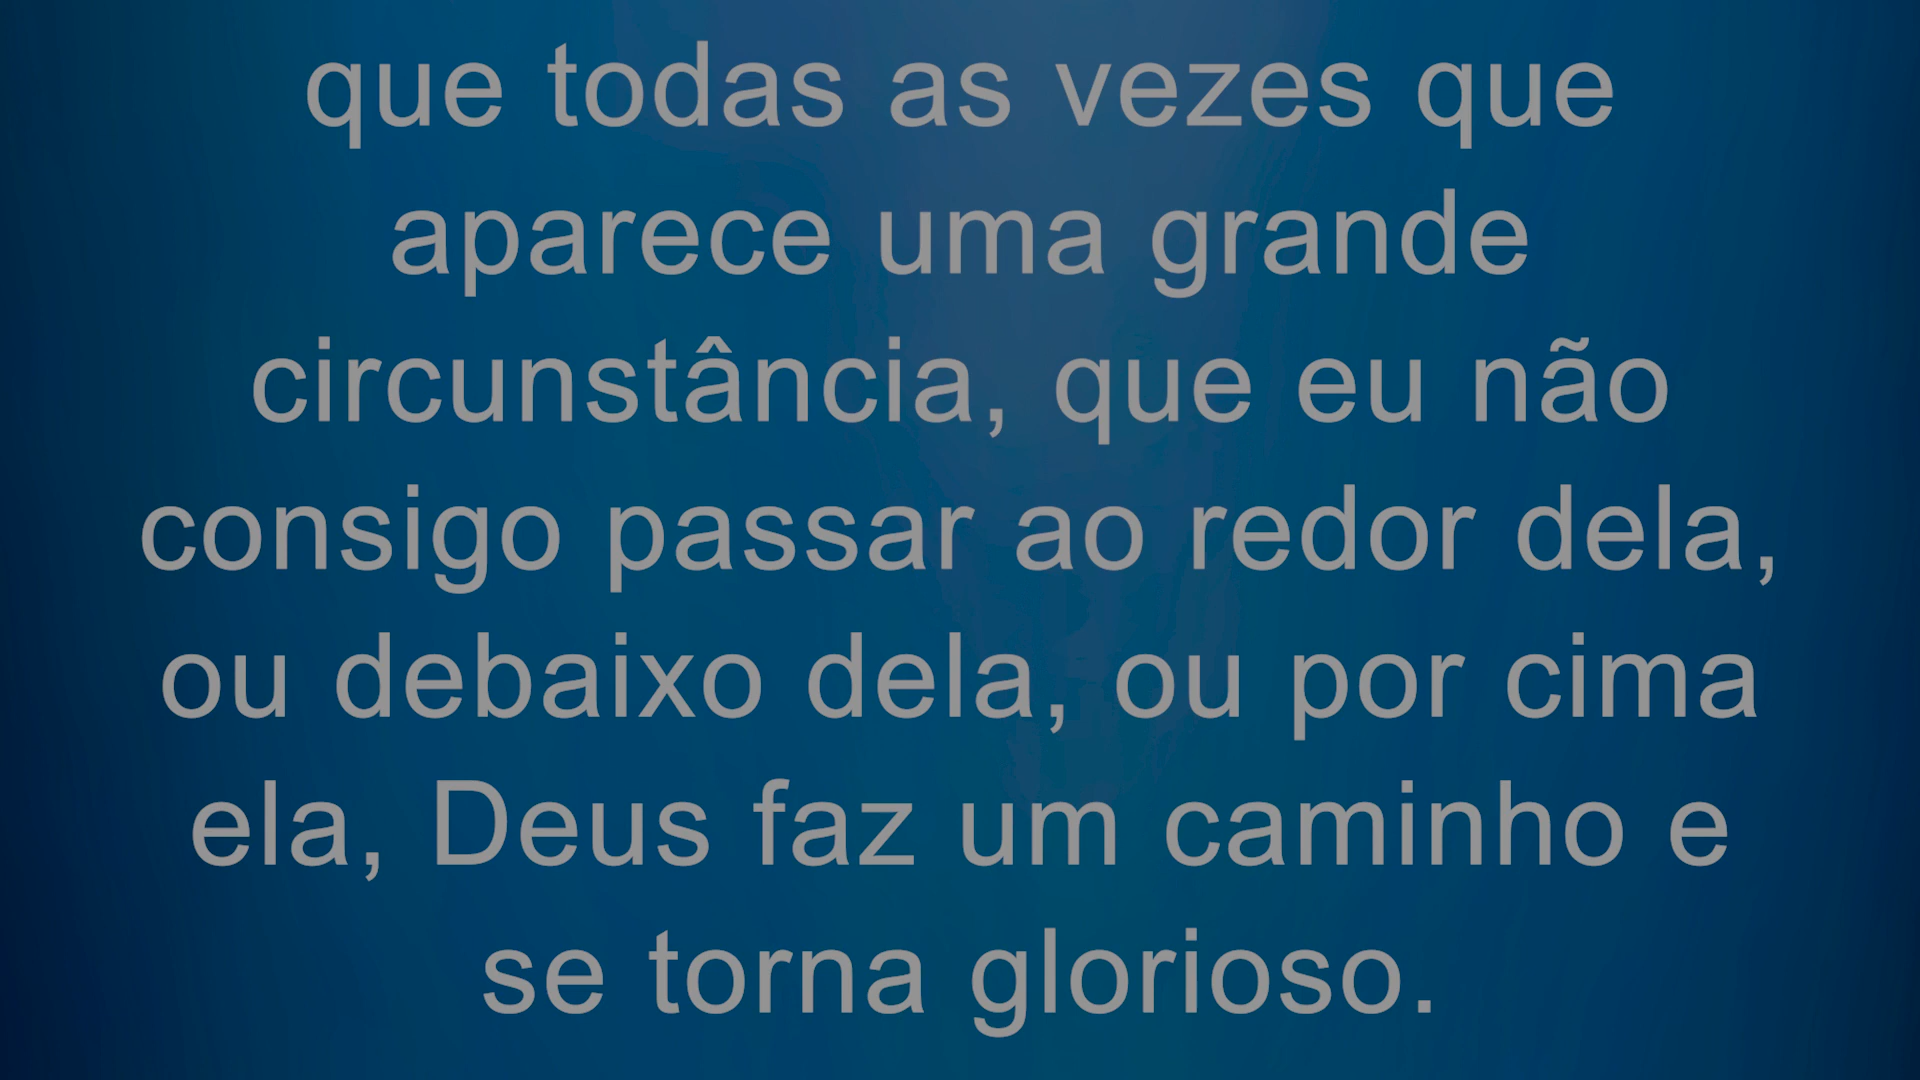 que todas as vezes que
aparece uma grande
circunstância, que eu não
consigo passar ao redor dela,
ou debaixo dela, ou por cima
ela, Deus faz um caminho e
se torna glorioso.